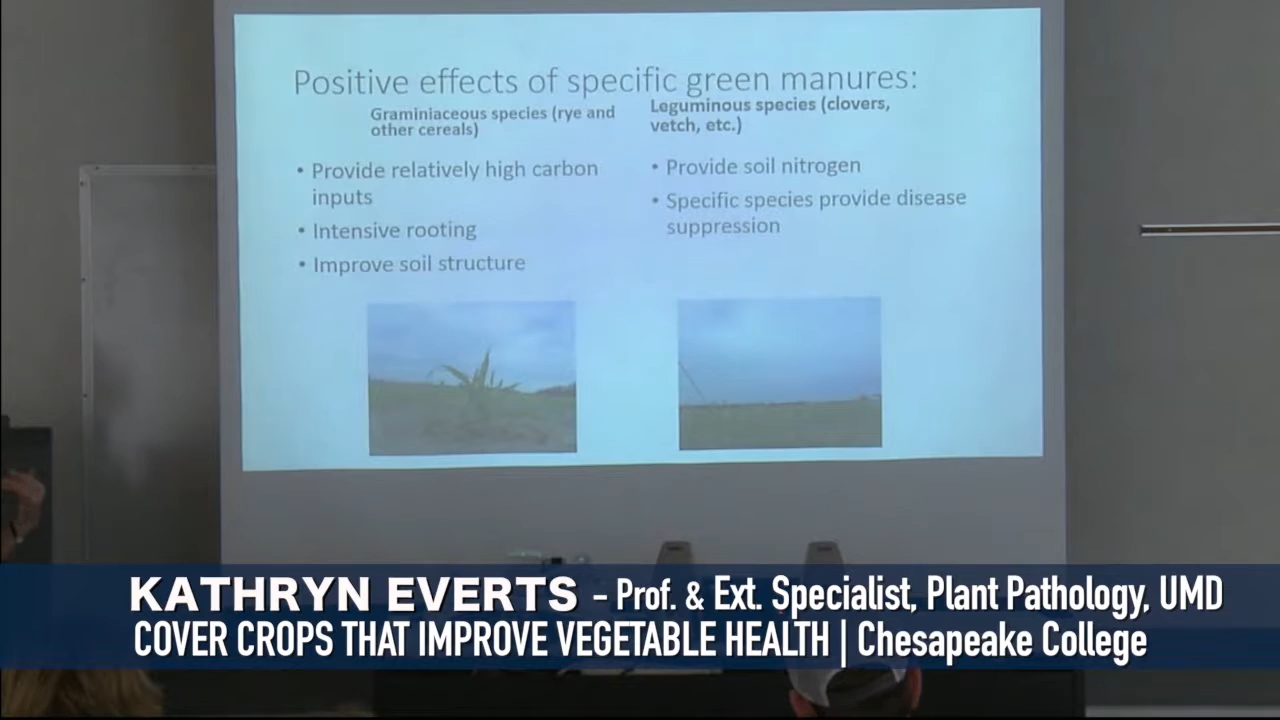 Positive effects of specific green manures:
Graminiaceous species (rye and
other cereals)
• Provide relatively high carbon
inputs
• Intensive rooting
• Improve soil structure
Leguminous species (clovers,
vetch, etc.)
• Provide soil nitrogen
• Specific species provide disease
suppression
KATHRYN EVERTS – Prof. & Ext. Specialist, Plant Pathology, UMD
COVER CROPS THAT IMPROVE VEGETABLE HEALTH | Chesapeake College